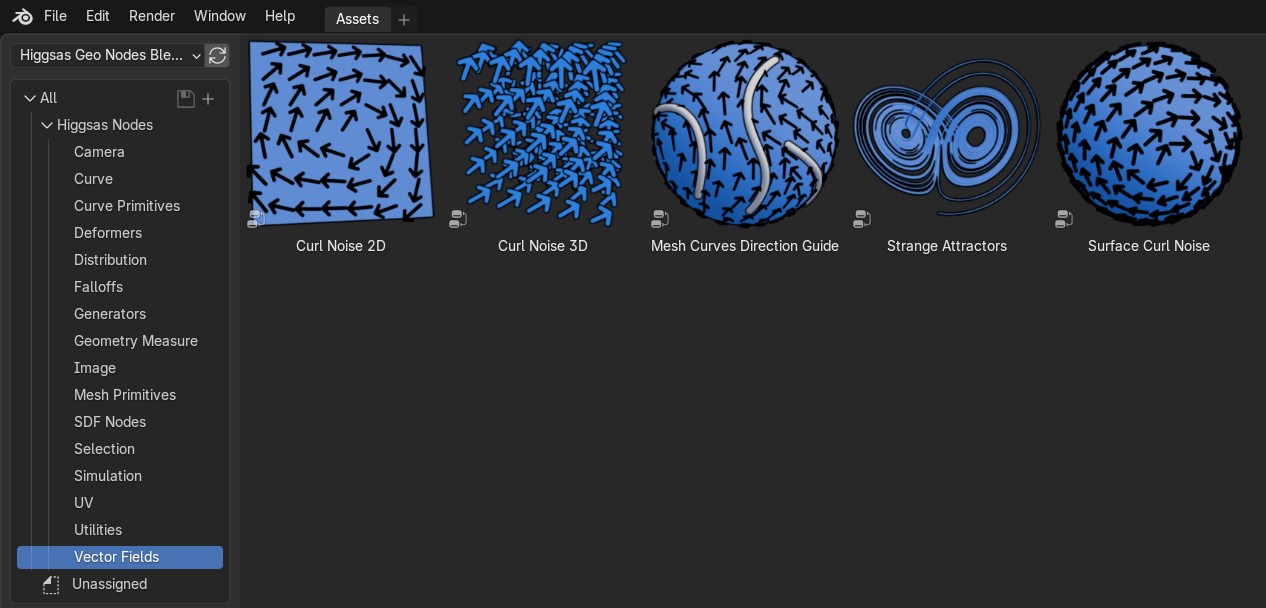 File Edit Render Window Help Assets
Higgsas Geo Nodes Ble...
All
Higgsas Nodes
Camera
Curve
Curve Primitives
Deformers
Distribution
Falloffs
Generators
Geometry Measure
Image
Mesh Primitives
SDF Nodes
Selection
Simulation
UV
Utilities
Vector Fields
Unassigned
Curl Noise 2D
Curl Noise 3D
Mesh Curves Direction Guide
Strange Attractors
Surface Curl Noise